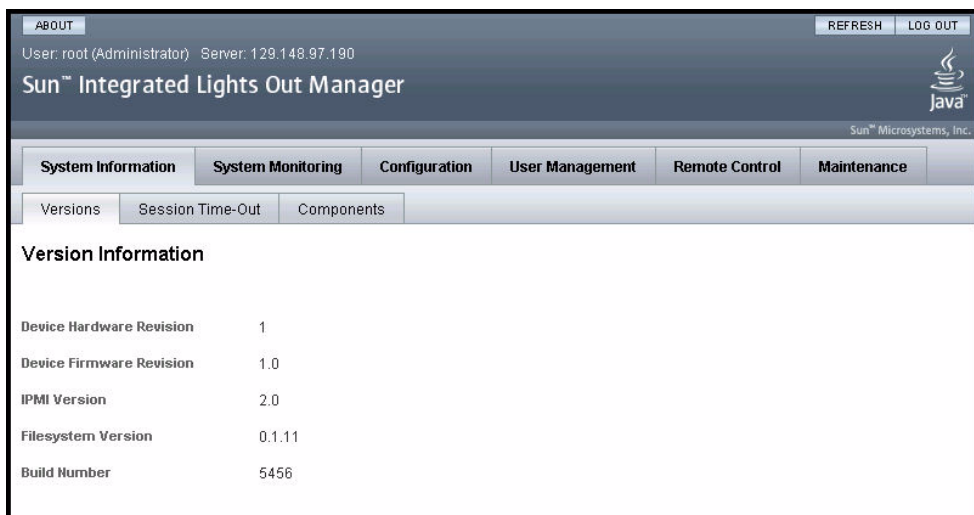 ABOUT REFRESH LOG OUT
User: root (Administrator) Server: 129.148.97.190
Sun™ Integrated Lights Out Manager
Java™
Sun™ Microsystems, Inc.
System Information System Monitoring Configuration User Management Remote Control Maintenance
Versions Session Time-Out Components
Version Information
Device Hardware Revision 1
Device Firmware Revision 1.0
IPMI Version 2.0
Filesystem Version 0.1.11
Build Number 5456